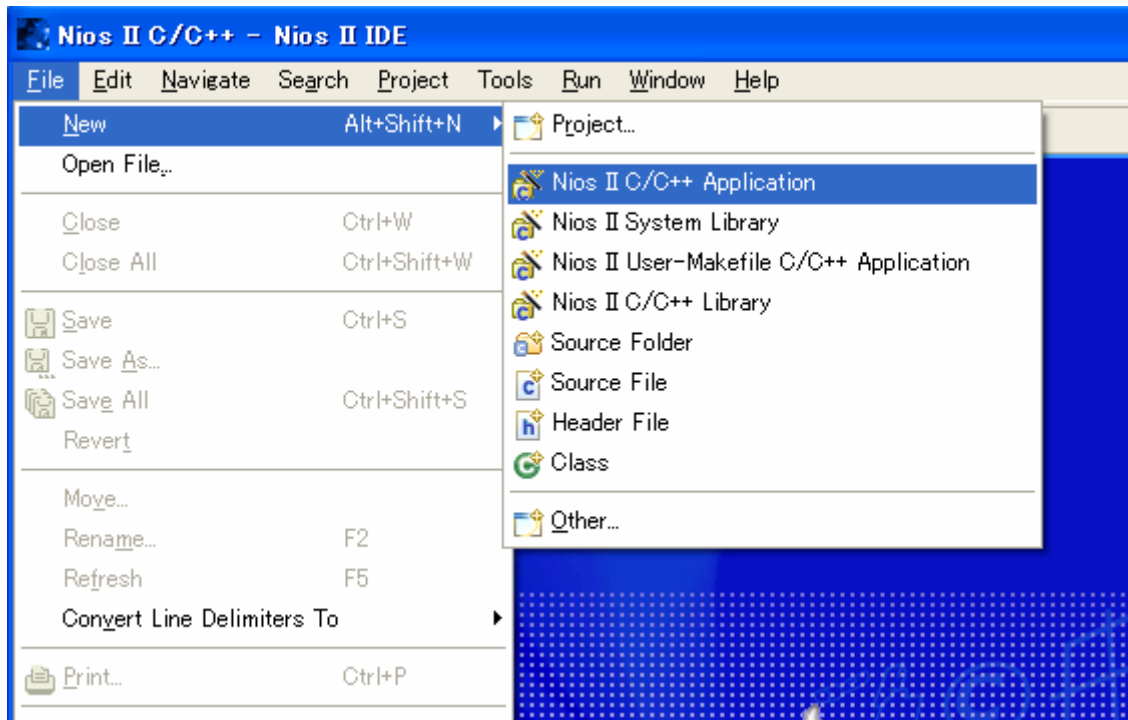 Nios II C/C++ - Nios II IDE
File Edit Navigate Search Project Tools Run Window Help
New Alt+Shift+N
Open File...
Close Ctrl+W
Close All Ctrl+Shift+W
Save Ctrl+S
Save As...
Save All Ctrl+Shift+S
Revert
Move...
Rename... F2
Refresh F5
Convert Line Delimiters To
Print... Ctrl+P
Project...
Nios II C/C++ Application
Nios II System Library
Nios II User-Makefile C/C++ Application
Nios II C/C++ Library
Source Folder
Source File
Header File
Class
Other...